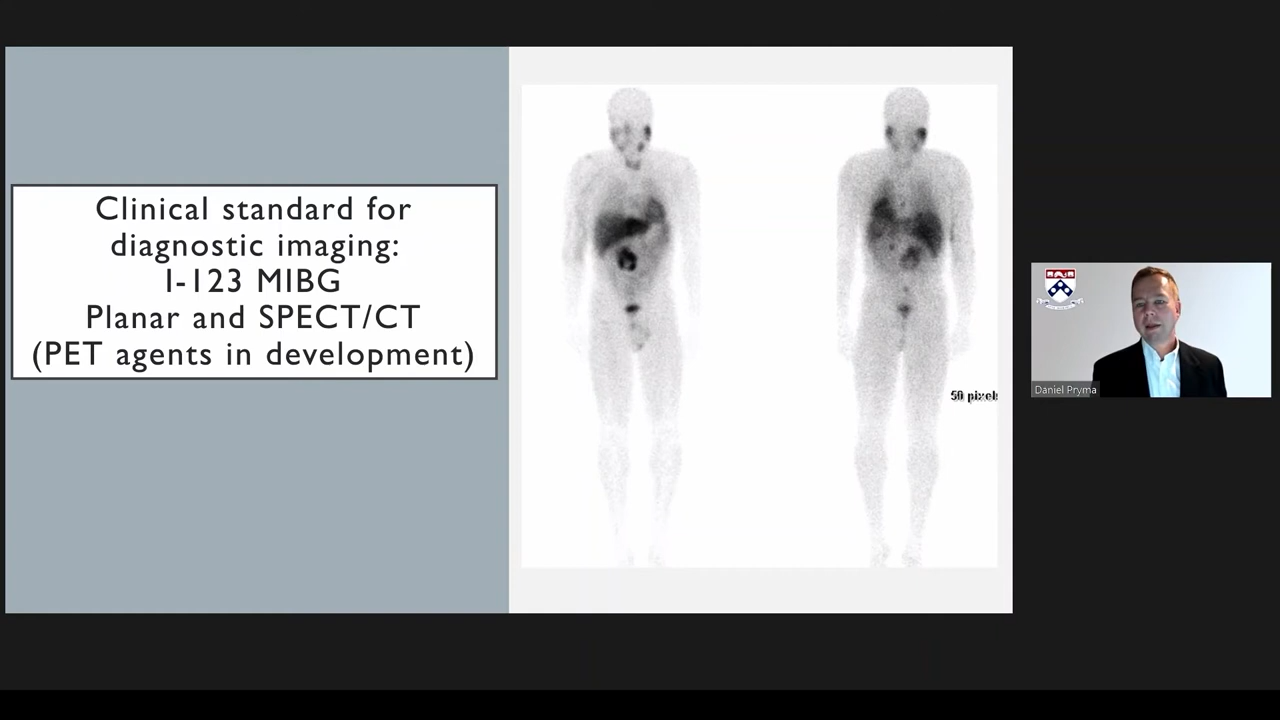 Clinical standard for
diagnostic imaging:
I-123 MIBG
Planar and SPECT/CT
(PET agents in development)
50 pixels
Daniel Pryma